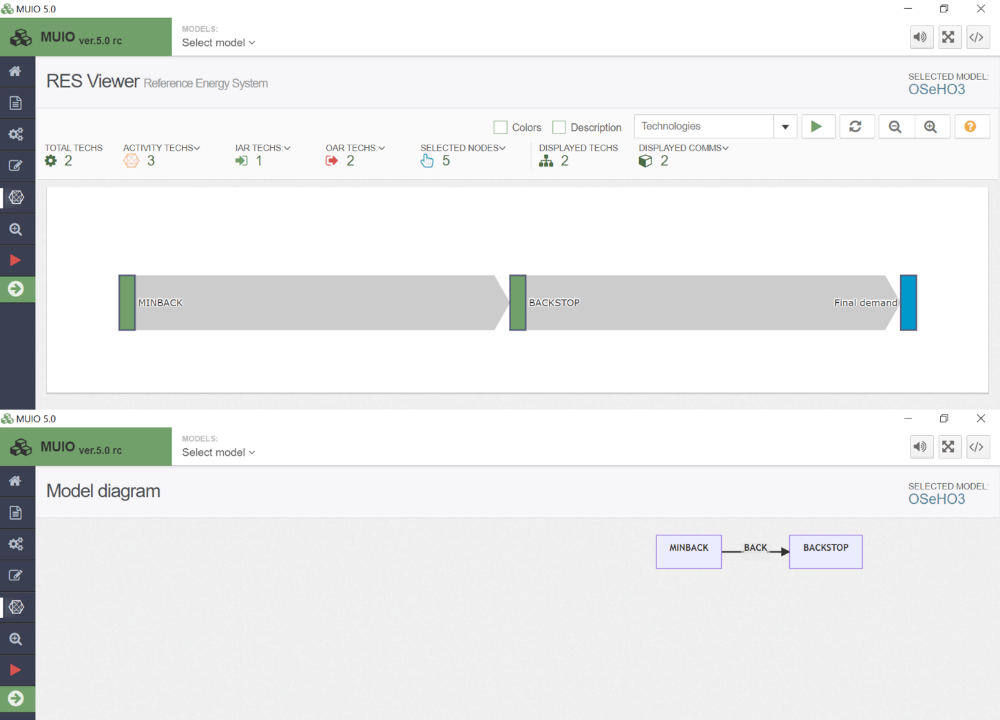 MUIO 5.0
MUIO ver.5.0 rc
MODELS:
Select model
RES Viewer Reference Energy System
SELECTED MODEL:
OSeHO3
Colors
Description
Technologies
TOTAL TECHS
ACTIVITY TECHS
IAR TECHS:
OAR TECHS:
SELECTED NODES
DISPLAYED TECHS
DISPLAYED COMMS
2
3
1
2
5
2
2
MINBACK
BACKSTOP
Final demand
MUIO 5.0
MUIO ver.5.0 rc
MODELS:
Select model
Model diagram
SELECTED MODEL:
OSeHO3
MINBACK
BACK
BACKSTOP